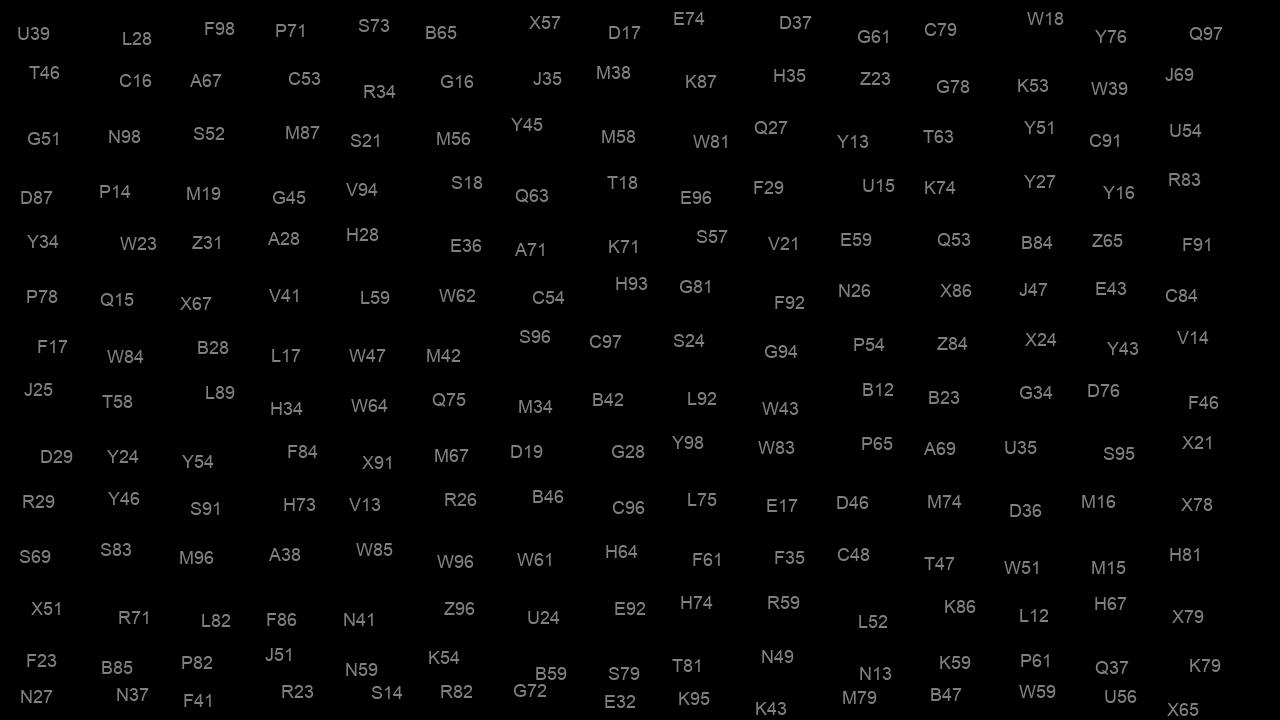 U39 L28 F98 P71 S73 B65 X57 D17 E74 D37 G61 C79 W18 Y76 Q97
T46 C16 A67 C53 R34 G16 J35 M38 K87 H35 Z23 G78 K53 W39 J69
G51 N98 S52 M87 S21 M56 Y45 M58 W81 Q27 Y13 T63 Y51 C91 U54
D87 P14 M19 G45 V94 S18 Q63 T18 E96 F29 U15 K74 Y27 Y16 R83
Y34 W23 Z31 A28 H28 E36 A71 K71 S57 V21 E59 Q53 B84 Z65 F91
P78 Q15 X67 V41 L59 W62 C54 H93 G81 F92 N26 X86 J47 E43 C84
F17 W84 B28 L17 W47 M42 S96 C97 S24 G94 P54 Z84 X24 Y43 V14
J25 T58 L89 H34 W64 Q75 M34 B42 L92 W43 B12 B23 G34 D76 F46
D29 Y24 Y54 F84 X91 M67 D19 G28 Y98 W83 P65 A69 U35 S95 X21
R29 Y46 S91 H73 V13 R26 B46 C96 L75 E17 D46 M74 D36 M16 X78
S69 S83 M96 A38 W85 W96 W61 H64 F61 F35 C48 T47 W51 M15 H81
X51 R71 L82 F86 N41 Z96 U24 E92 H74 R59 L52 K86 L12 H67 X79
F23 B85 P82 J51 N59 K54 B59 S79 T81 N49 N13 K59 P61 Q37 K79
N27 N37 F41 R23 S14 R82 G72 E32 K95 K43 M79 B47 W59 U56 X65